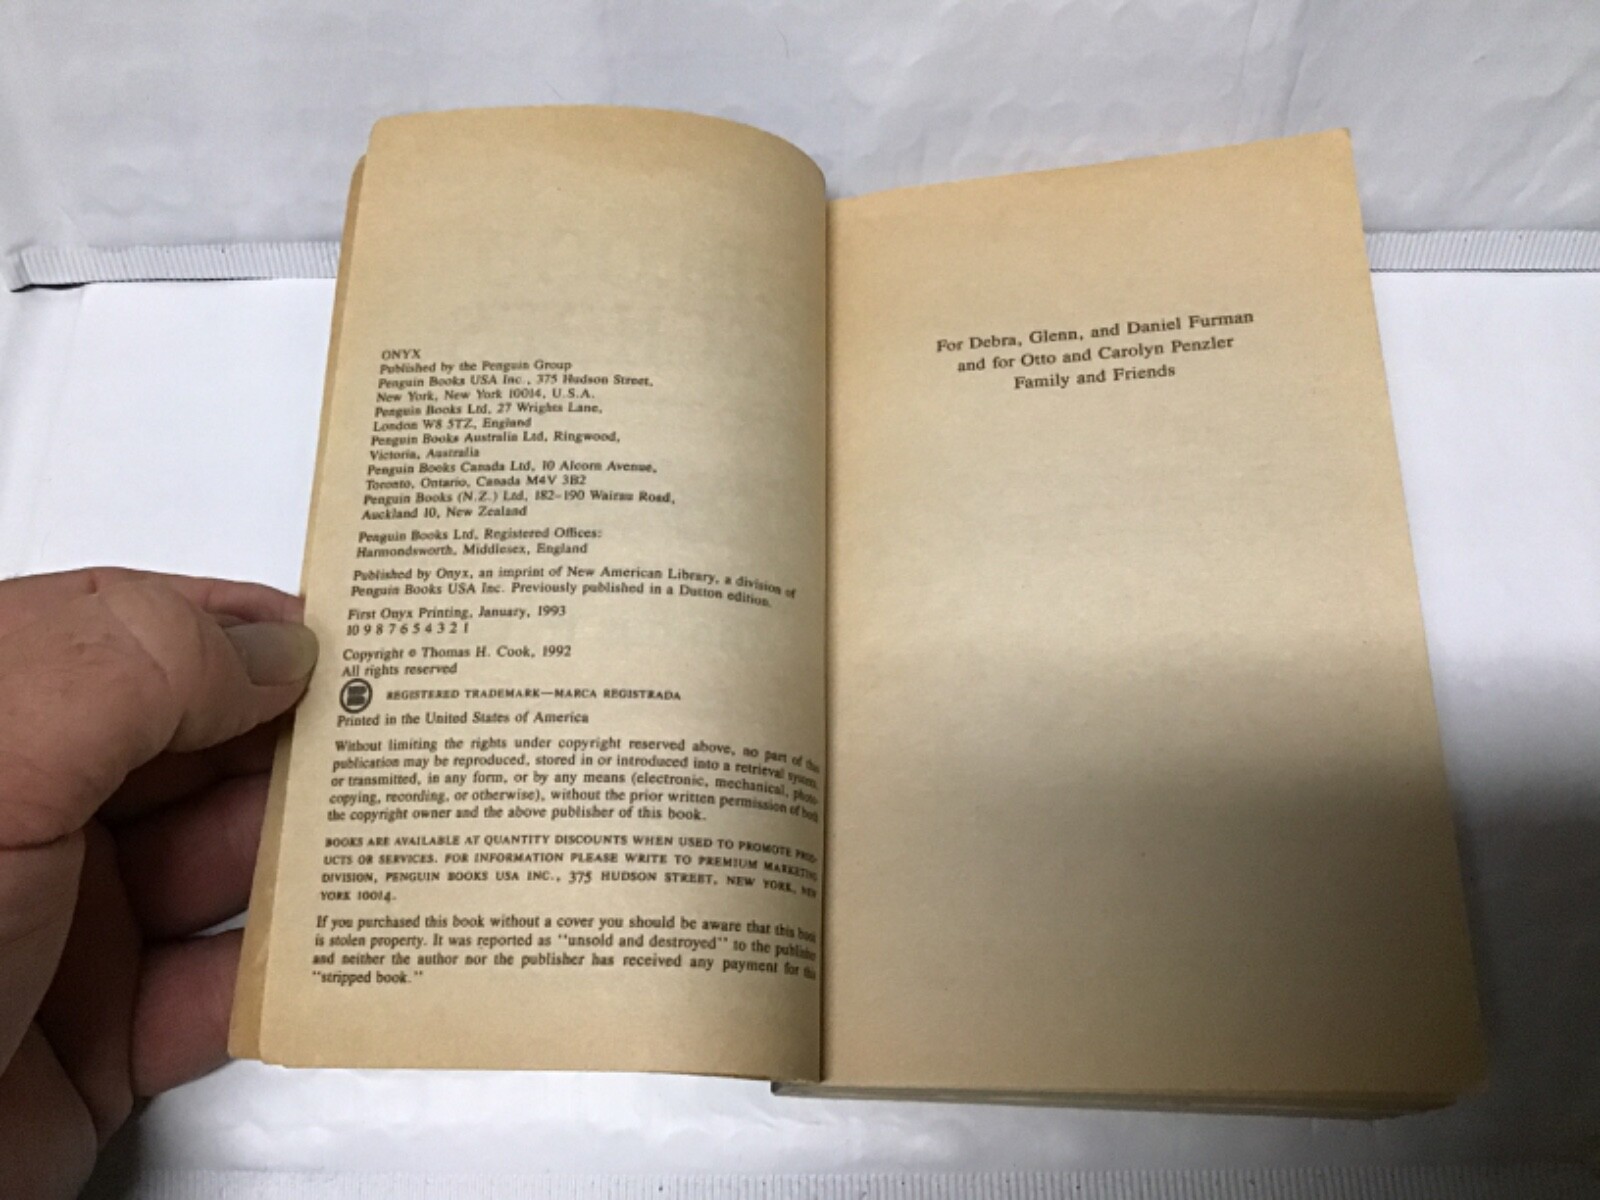 ONYX
Published by the Penguin Group
Penguin Books USA Inc., 375 Hudson Street,
New York, New York 10014, U.S.A.
Penguin Books Ltd, 27 Wrights Lane,
London W8 5TZ, England
Penguin Books Australia Ltd, Ringwood,
Victoria, Australia
Penguin Books Canada Ltd, 10 Alcorn Avenue,
Toronto, Ontario, Canada M4V 3B2
Penguin Books (N.Z.) Ltd, 182-190 Wairau Road,
Auckland 10, New Zealand
Penguin Books Ltd, Registered Offices:
Harmondsworth, Middlesex, England
Published by Onyx, an imprint of New American Library, a division of
Penguin Books USA Inc. Previously published in a Dutton edition.
First Onyx Printing, January, 1993
10 9 8 7 6 5 4 3 2 1
Copyright © Thomas H. Cook, 1992
All rights reserved
REGISTERED TRADEMARK—MARCA REGISTRADA
Printed in the United States of America
Without limiting the rights under copyright reserved above, no part of this
publication may be reproduced, stored in or introduced into a retrieval system,
or transmitted, in any form, or by any means (electronic, mechanical, photo-
copying, recording, or otherwise), without the prior written permission of both
the copyright owner and the above publisher of this book.
BOOKS ARE AVAILABLE AT QUANTITY DISCOUNTS WHEN USED TO PROMOTE PROD-
UCTS OR SERVICES. FOR INFORMATION PLEASE WRITE TO PREMIUM MARKETING
DIVISION, PENGUIN BOOKS USA INC., 375 HUDSON STREET, NEW YORK, NEW
YORK 10014.
If you purchased this book without a cover you should be aware that this book
is stolen property. It was reported as "unsold and destroyed" to the publisher
and neither the author nor the publisher has received any payment for this
"stripped book."
For Debra, Glenn, and Daniel Furman
and for Otto and Carolyn Penzler
Family and Friends